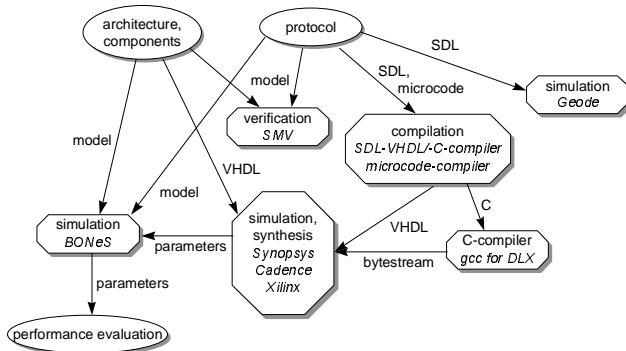 architecture,
components
protocol
SDL
simulation
Geode
model
SDL,
microcode
verification
SMV
compilation
SDL-VHDL/-C-compiler
microcode-compiler
model
VHDL
model
C
simulation,
synthesis
Synopsys
Cadence
Xilinx
VHDL
simulation
BONeS
parameters
C-compiler
gcc for DLX
bytestream
parameters
performance evaluation